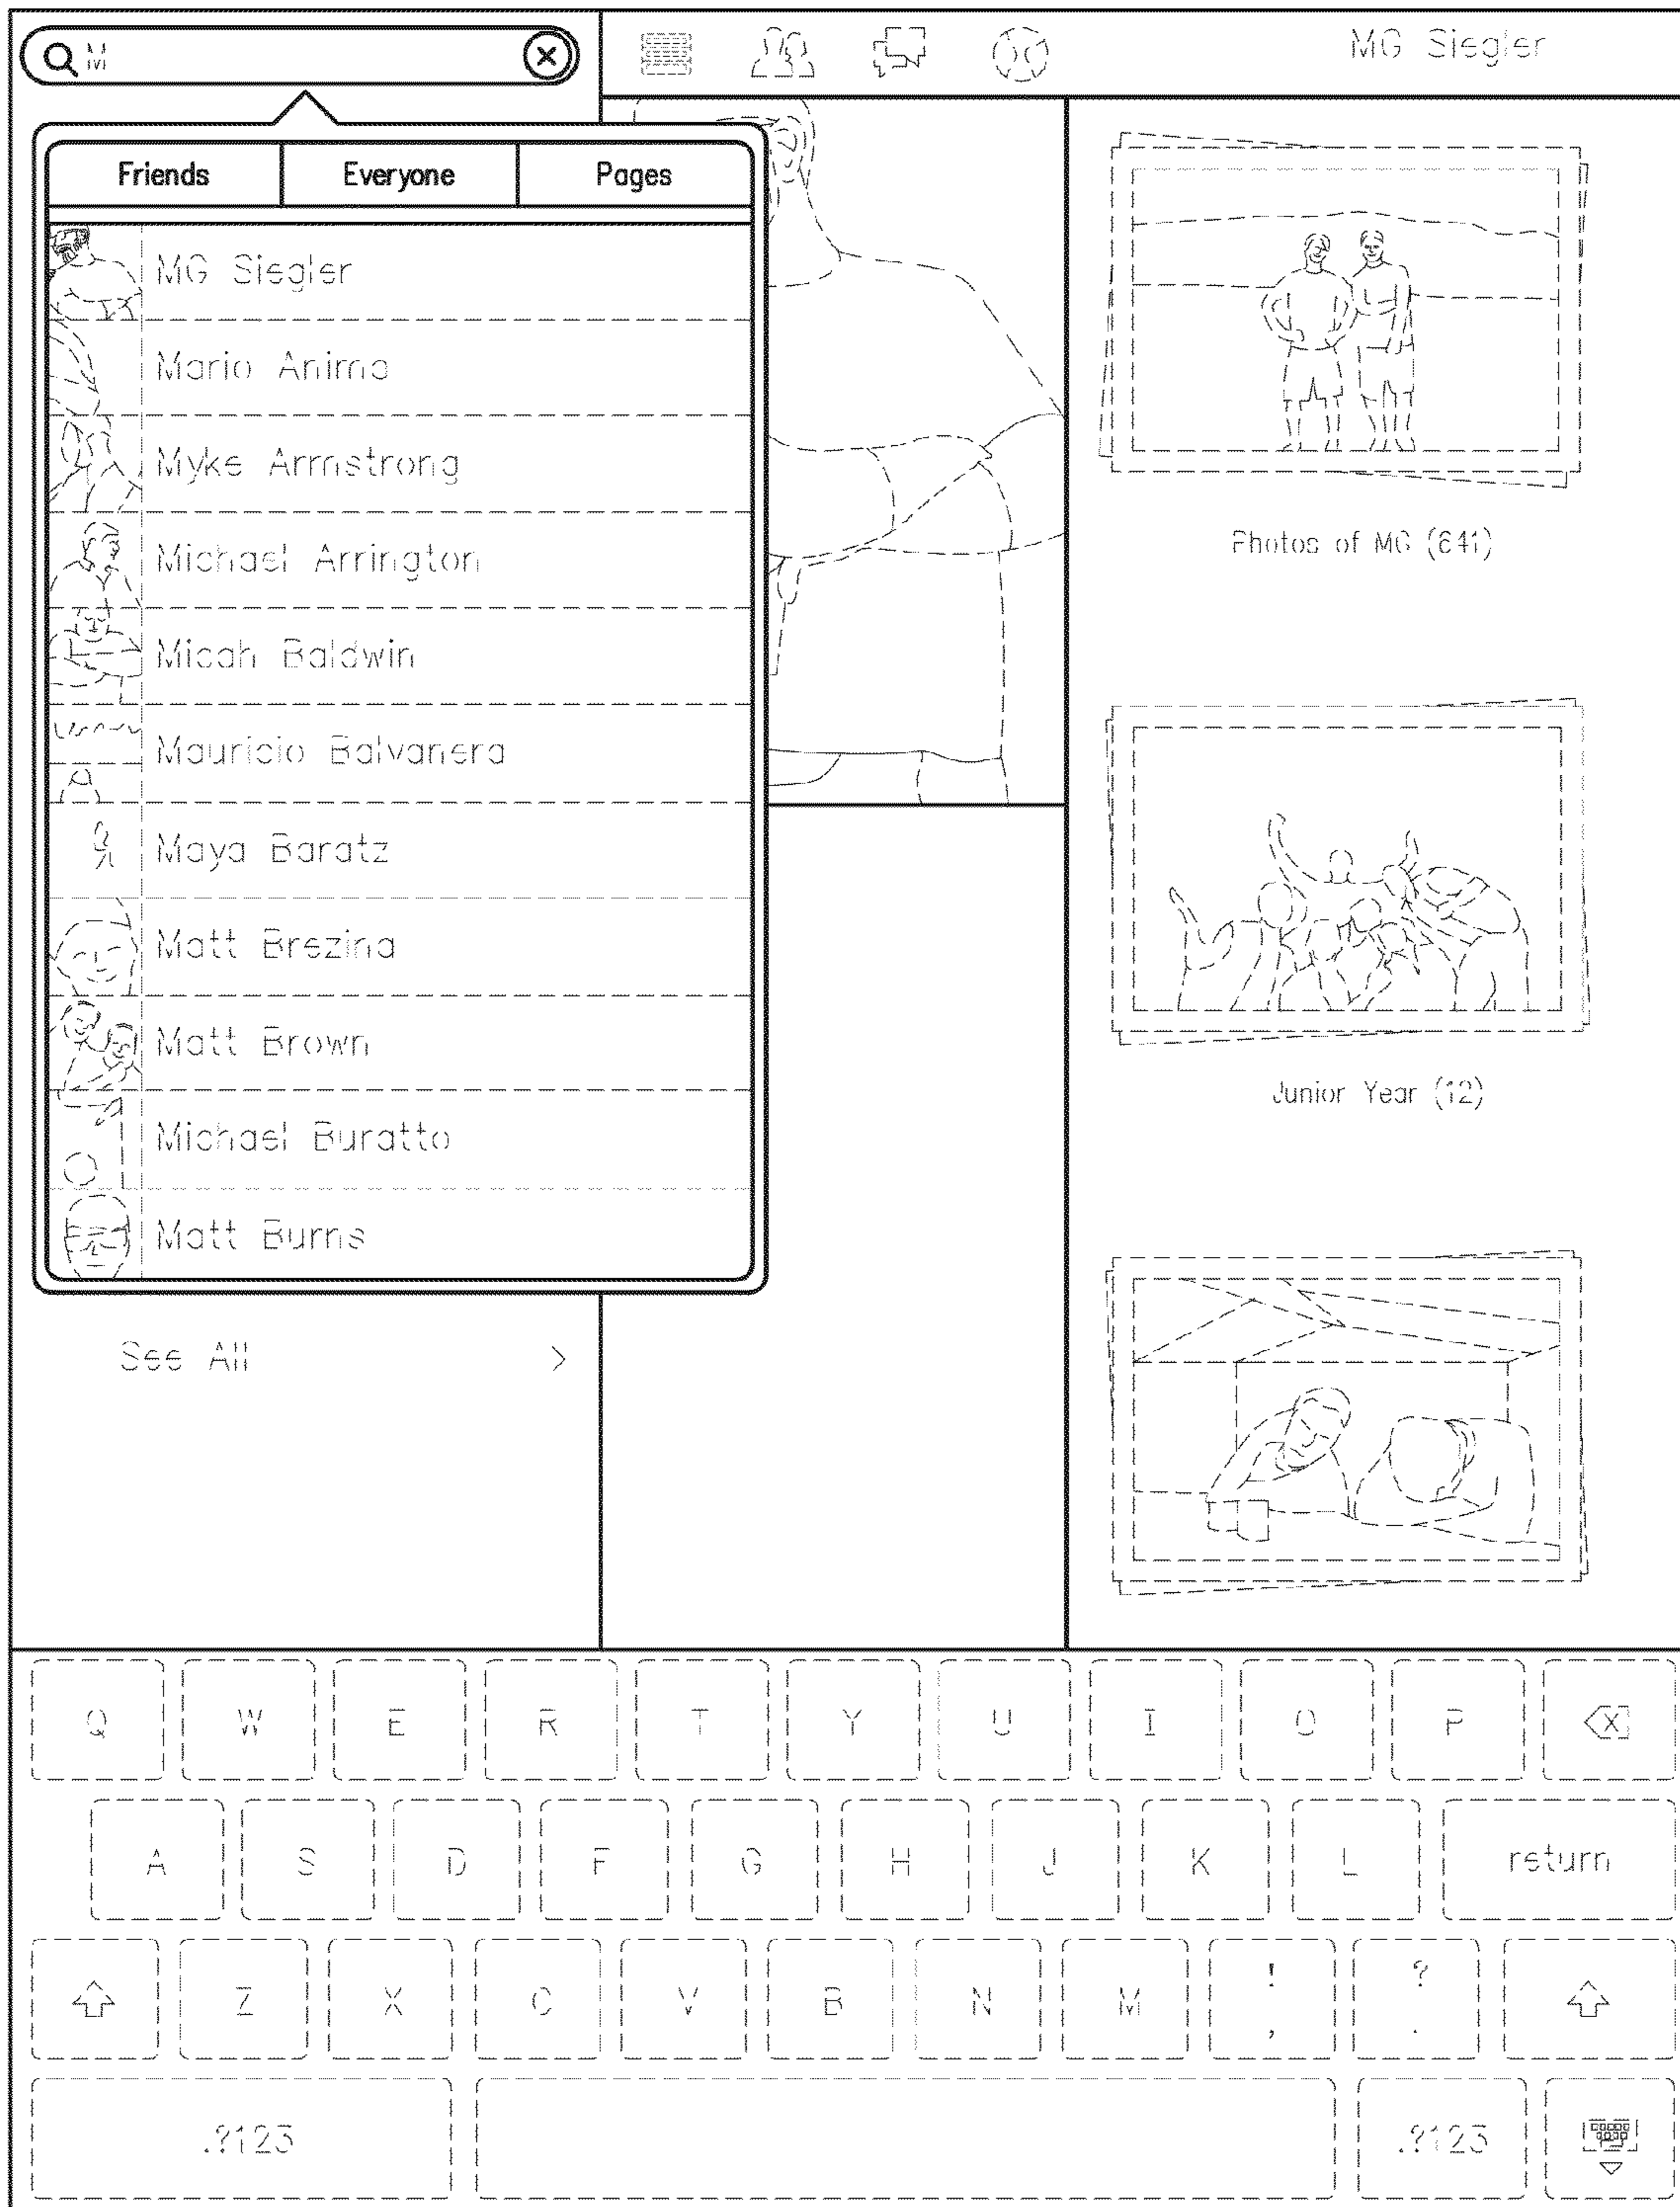 M
MG Siegler
Friends Everyone Pages
MG Siegler
Mario Anima
Myke Armstrong
Michael Arrington
Micah Baldwin
Mauricio Balvanera
Maya Baratz
Matt Brezina
Matt Brown
Michael Buratto
Matt Burns
See All
Photos of MG (641)
Junior Year (12)
Q W E R T Y U I O P X
A S D F G H J K L return
Z X C V B N M ! , ? .
.?123 .?123